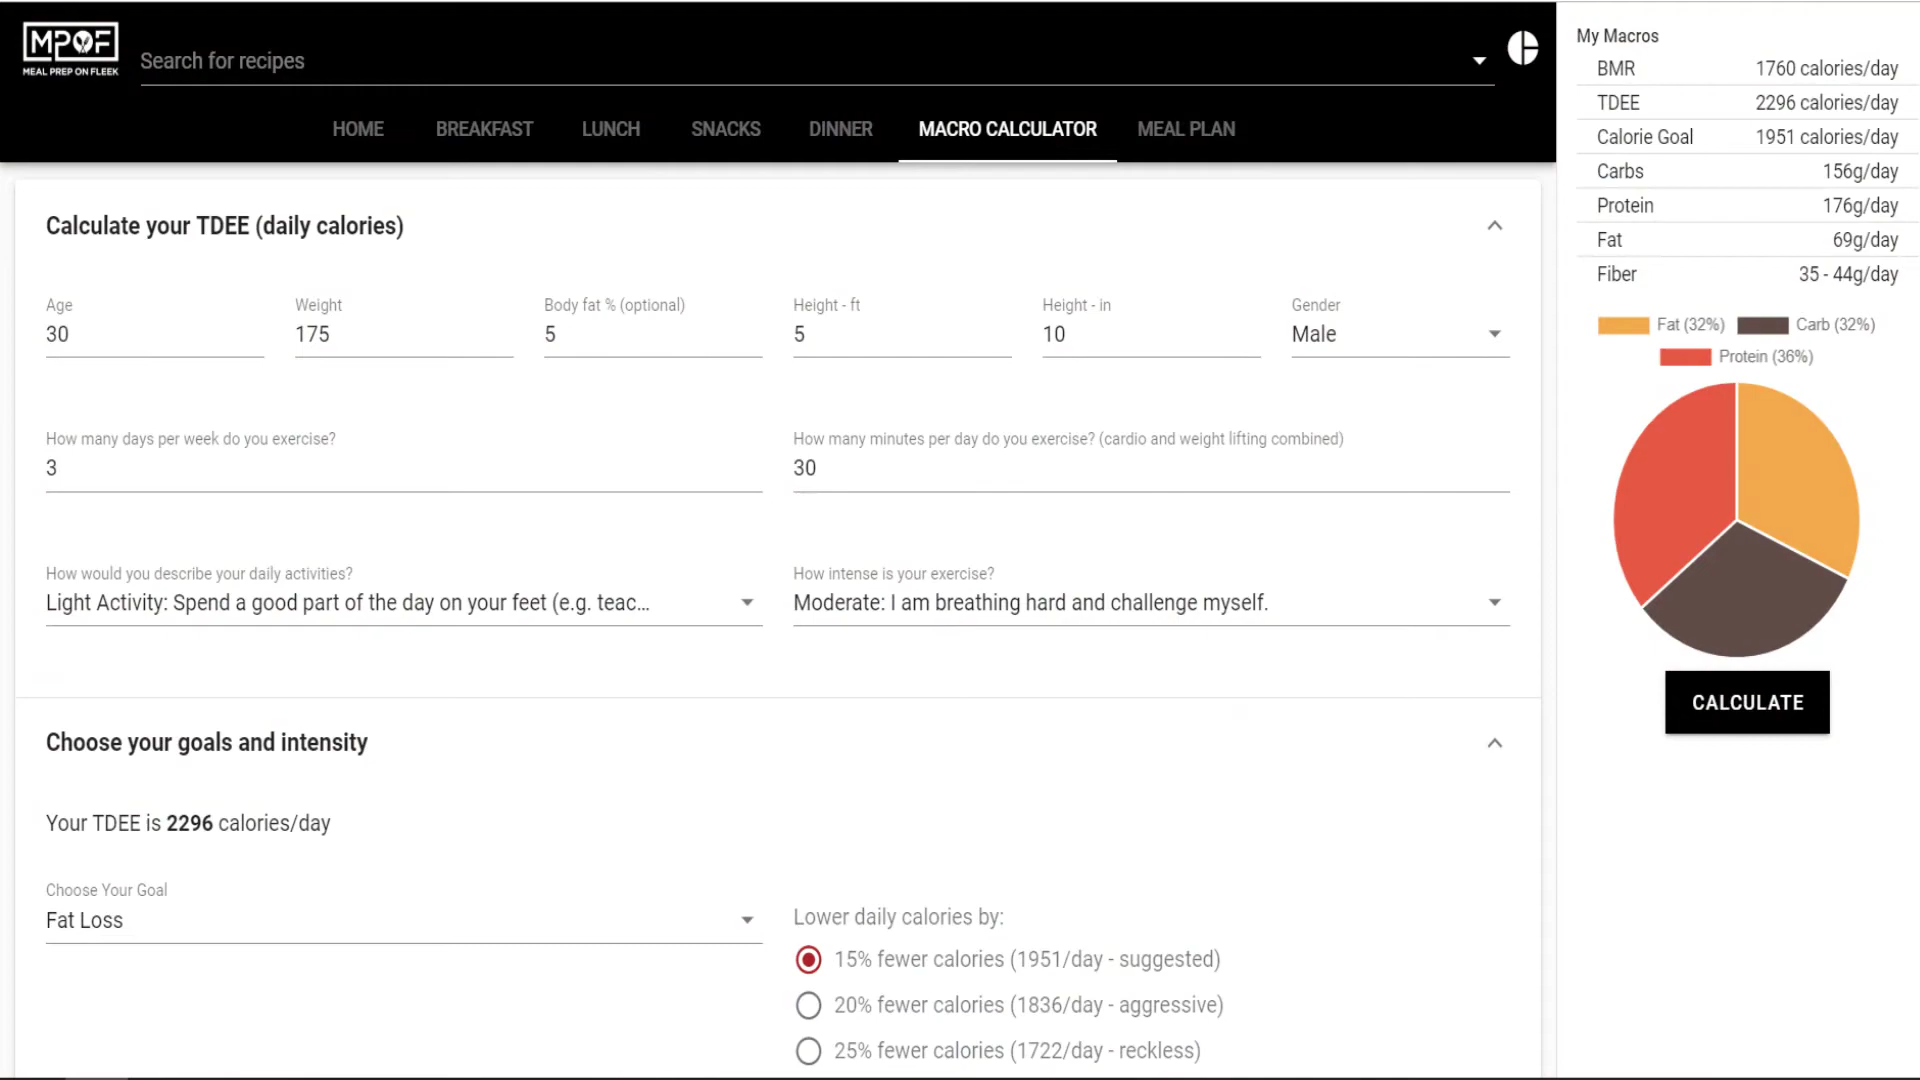 MPOF
MEAL PREP ON FLEEK
Search for recipes
HOME BREAKFAST LUNCH SNACKS DINNER MACRO CALCULATOR MEAL PLAN
Calculate your TDEE (daily calories)
Age Weight Body fat % (optional) Height - ft Height - in Gender
30 175 5 5 10 Male
How many days per week do you exercise? How many minutes per day do you exercise? (cardio and weight lifting combined)
3 30
How would you describe your daily activities? How intense is your exercise?
Light Activity: Spend a good part of the day on your feet (e.g. teac... Moderate: I am breathing hard and challenge myself.
Choose your goals and intensity
Your TDEE is 2296 calories/day
Choose Your Goal
Fat Loss
Lower daily calories by:
15% fewer calories (1951/day - suggested)
20% fewer calories (1836/day - aggressive)
25% fewer calories (1722/day - reckless)
My Macros
BMR 1760 calories/day
TDEE 2296 calories/day
Calorie Goal 1951 calories/day
Carbs 156g/day
Protein 176g/day
Fat 69g/day
Fiber 35 - 44g/day
Fat (32%) Carb (32%)
Protein (36%)
CALCULATE